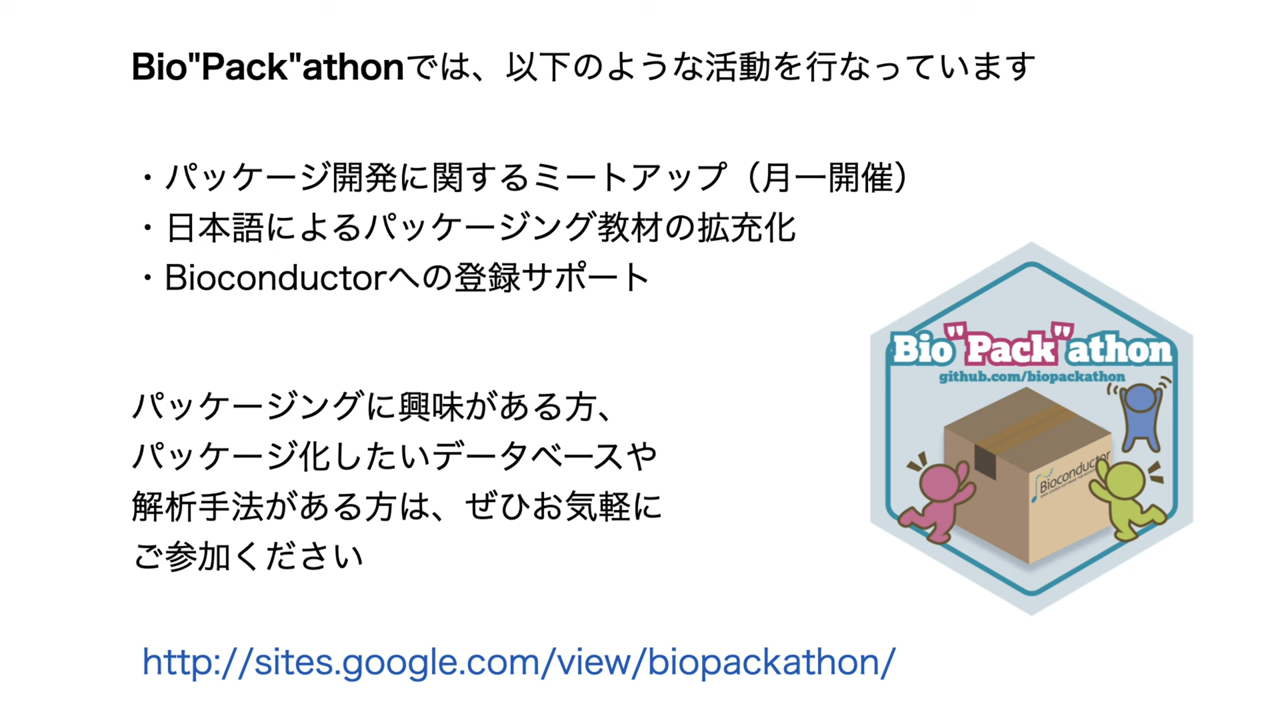 Bio"Pack"athonでは、以下のような活動を行なっています
・パッケージ開発に関するミートアップ（月一開催）
・日本語によるパッケージング教材の拡充化
・Bioconductorへの登録サポート
パッケージングに興味がある方、
パッケージ化したいデータベースや
解析手法がある方は、ぜひお気軽に
ご参加ください
Bio"Pack"athon
github.com/biopackathon
Bioconductor
http://sites.google.com/view/biopackathon/